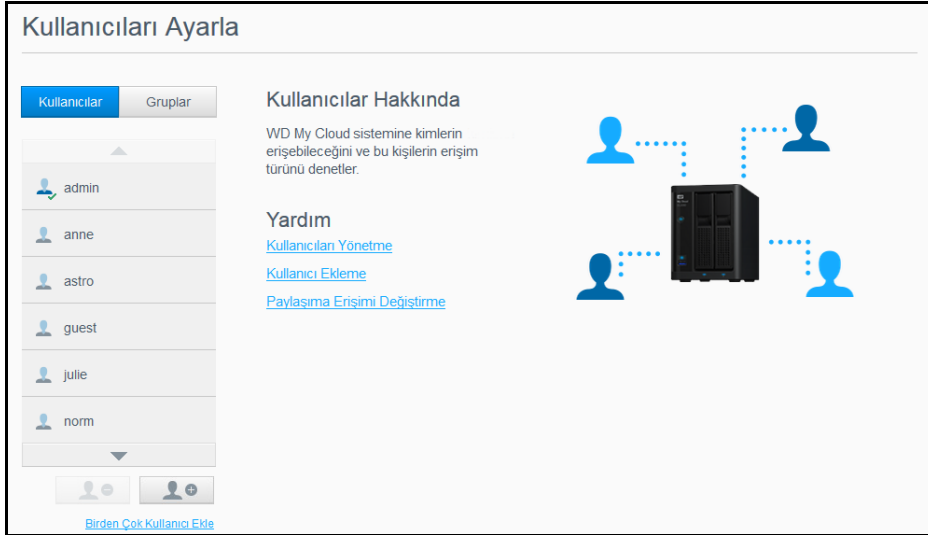 Kullanıcıları Ayarla
Kullanıcılar
Gruplar
admin
anne
astro
guest
julie
norm
Birden Çok Kullanıcı Ekle
Kullanıcılar Hakkında
WD My Cloud sistemine kimlerin
erişebileceğini ve bu kişilerin erişim
türünü denetler.
Yardım
Kullanıcıları Yönetme
Kullanıcı Ekleme
Paylaşıma Erişimi Değiştirme